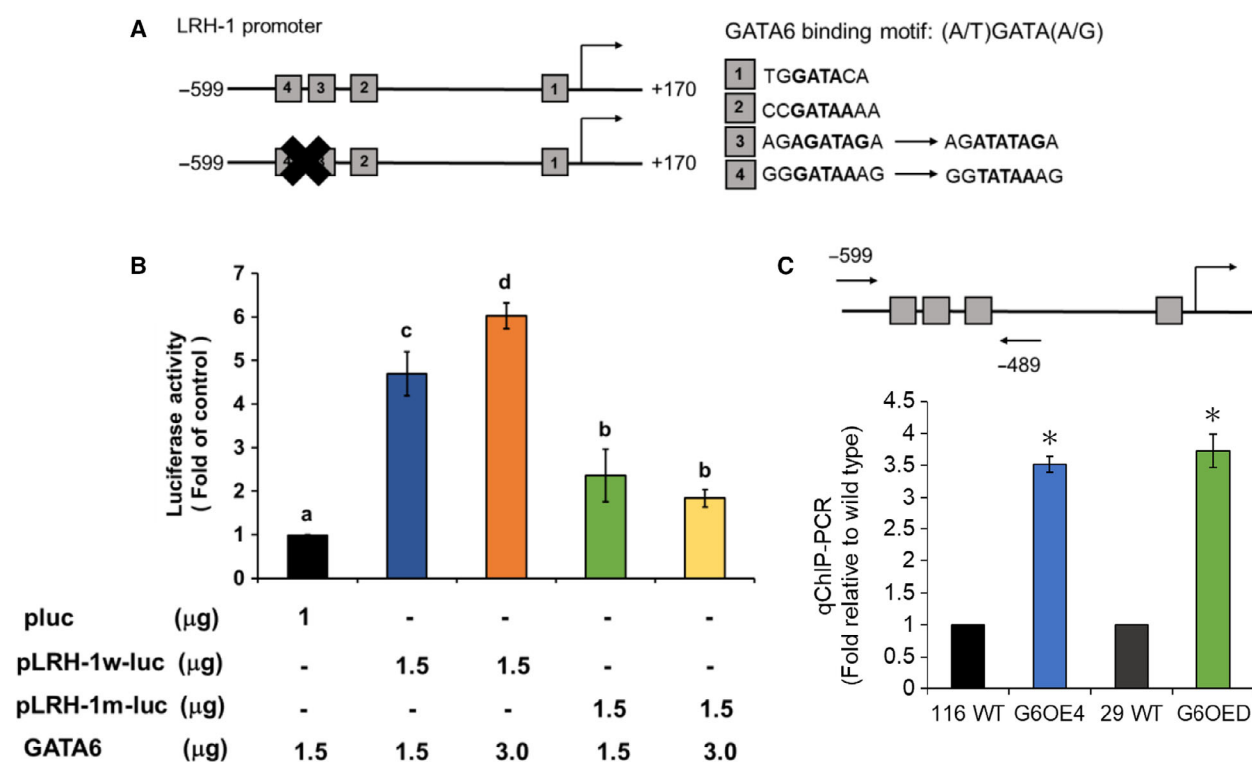 A
LRH-1 promoter
GATA6 binding motif: (A/T)GATA(A/G)
–599 4 3 2 1 +170
–599 2 1 +170
1 TGGATACA
2 CCGATAAAA
3 AGAGATAGA AGATATAGA
4 GGGATAAAG GGTATAAAG
B
Luciferase activity
( Fold of control )
7
6
5
4
3
2
1
0
a
c
d
b
b
pluc (μg) 1 - - - -
pLRH-1w-luc (μg) - 1.5 1.5 - -
pLRH-1m-luc (μg) - - - 1.5 1.5
GATA6 (μg) 1.5 1.5 3.0 1.5 3.0
C
–599
–489
qChIP-PCR
(Fold relative to wild type)
4.5
4
3.5
3
2.5
2
1.5
1
0.5
0
*
*
116 WT G6OE4 29 WT G6OED